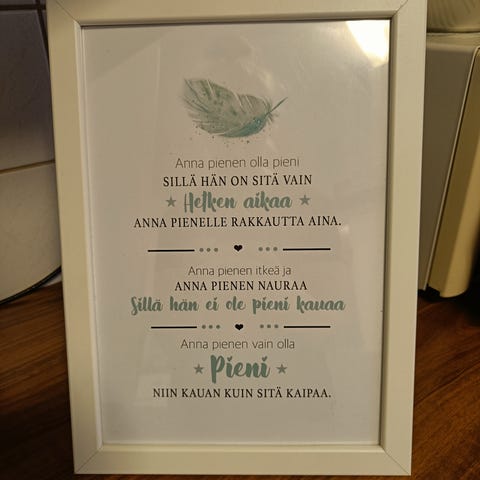 Anna pienen olla pieni
SILLÄ HÄN ON SITÄ VAIN
Hetken aikaa
ANNA PIENELLE RAKKAUTTA AINA.
Anna pienen itkeä ja
ANNA PIENEN NAURAA
Sillä hän ei ole pieni kauaa
Anna pienen vain olla
Pieni
NIIN KAUAN KUIN SITÄ KAIPAA.